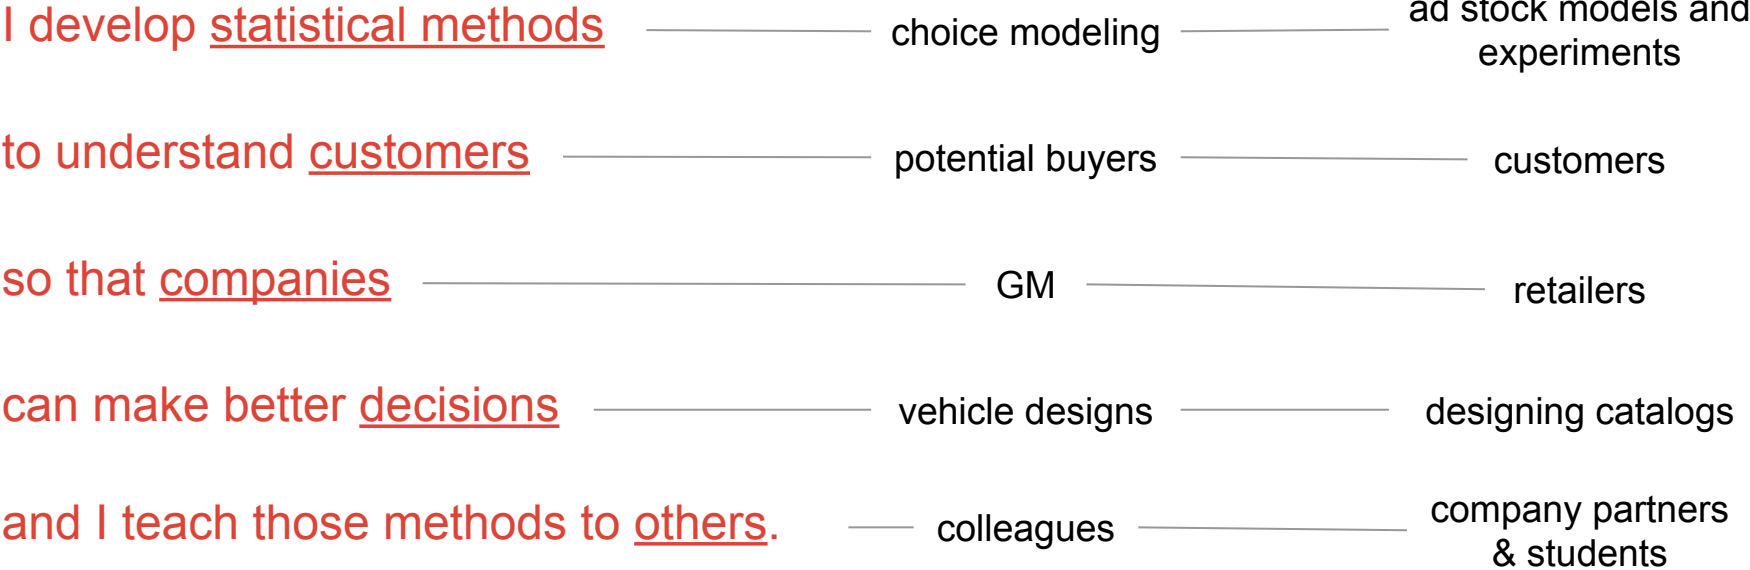 I develop statistical methods
choice modeling
ad stock models and
experiments
to understand customers
potential buyers
customers
so that companies
GM
retailers
can make better decisions
vehicle designs
designing catalogs
and I teach those methods to others.
colleagues
company partners
& students